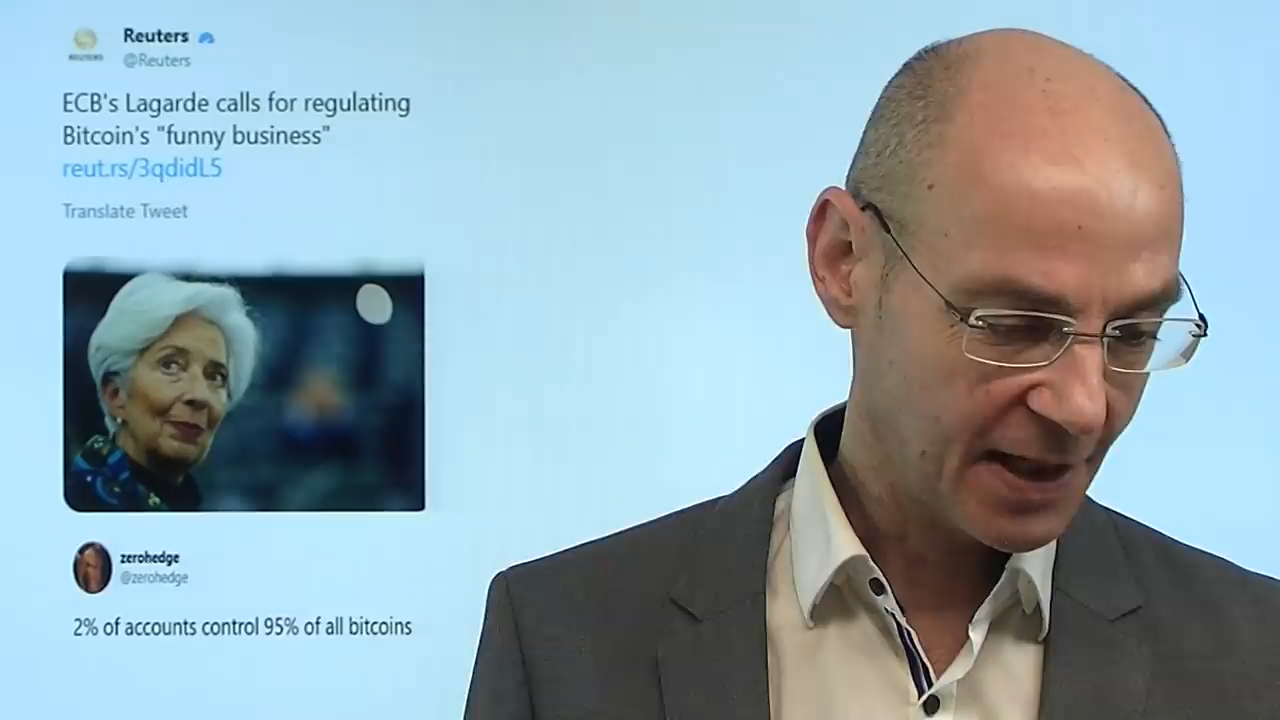 Reuters
@Reuters
REUTERS
ECB's Lagarde calls for regulating
Bitcoin's "funny business"
reut.rs/3qdidL5
Translate Tweet
zerohedge
@zerohedge
2% of accounts control 95% of all bitcoins